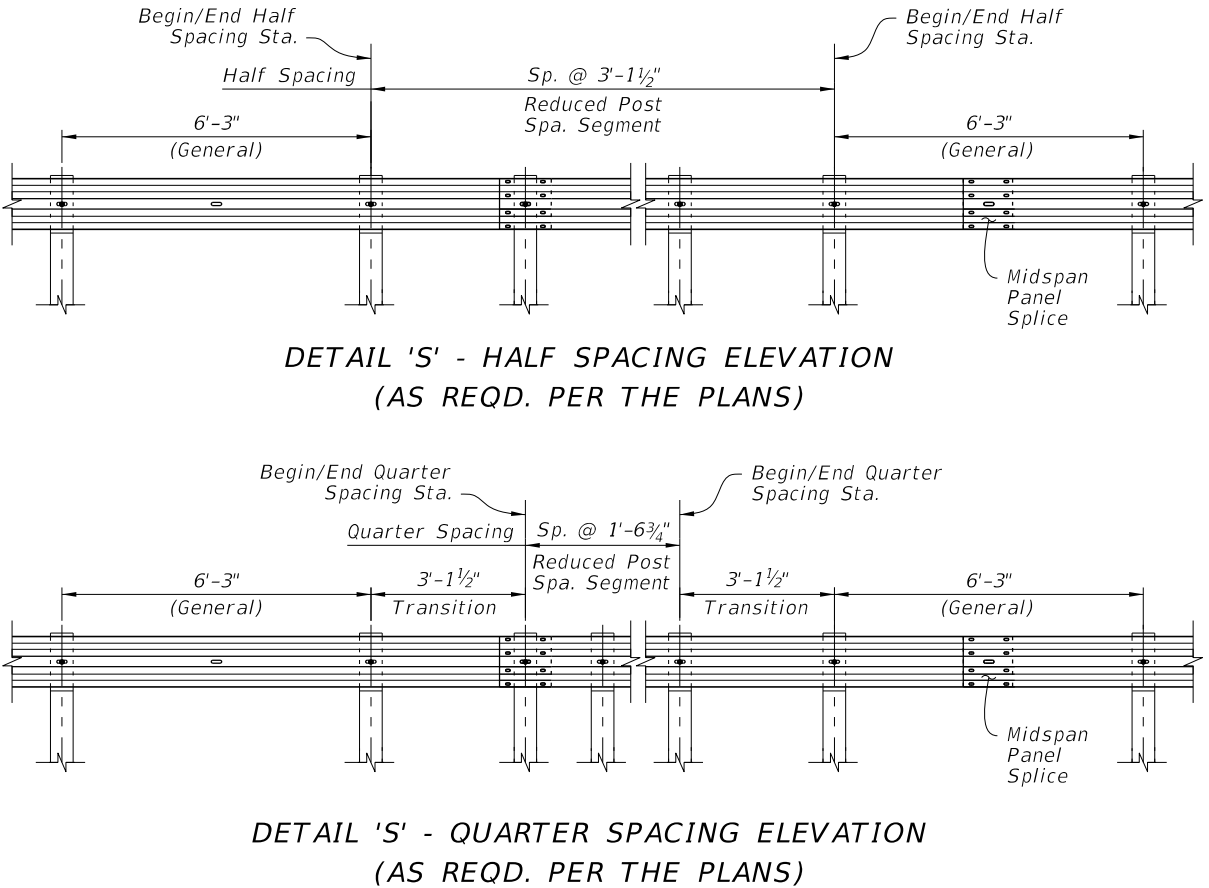 Begin/End Half
Spacing Sta.
Begin/End Half
Spacing Sta.
Half Spacing
Sp. @ 3'-1½"
Reduced Post
Spa. Segment
6'-3"
(General)
6'-3"
(General)
Midspan
Panel
Splice
DETAIL 'S' - HALF SPACING ELEVATION
(AS REQD. PER THE PLANS)
Begin/End Quarter
Spacing Sta.
Begin/End Quarter
Spacing Sta.
Quarter Spacing
Sp. @ 1'-6¾"
Reduced Post
Spa. Segment
6'-3"
(General)
3'-1½"
Transition
3'-1½"
Transition
6'-3"
(General)
Midspan
Panel
Splice
DETAIL 'S' - QUARTER SPACING ELEVATION
(AS REQD. PER THE PLANS)